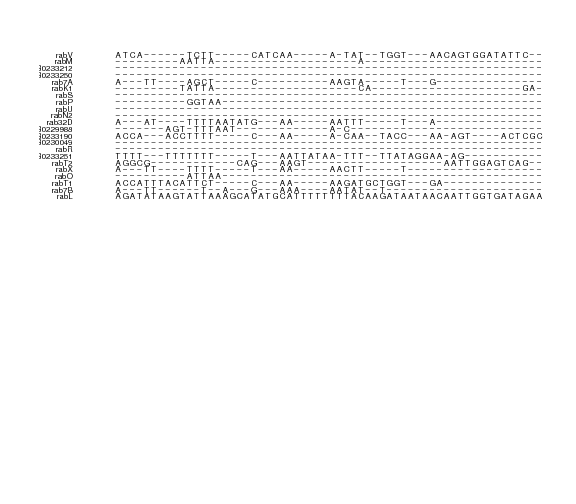 rabV ATCA------TCTT-----CATCAA-----A-TAT--TGGT---AACAGTGGATATTC--
rabM ---------AATTA--------------------A-------------------------
30233212 ------------------------------------------------------------
30233250 ------------------------------------------------------------
rab7A A---TT----AGCT-----C----------AAGTA-----T---G---------------
rabK1 ---------TATTA--------------------CA---------------------GA-
rabS ------------------------------------------------------------
rabP ----------GGTAA---------------------------------------------
rabU ------------------------------------------------------------
rabN2 ------------------------------------------------------------
rab32D A---AT----TTTTAATATG---AA-----AATTT-----T---A---------------
30229988 -------AGT-TTTAAT-------------A-C---------------------------
30233190 ACCA---ACCTTTT-----C---AA-----A-CAA--TACC---AA-AGT----ACTCGC
30230049 ------------------------------------------------------------
rabR ------------------------------------------------------------
30233251 TTTT---TTTTTTT-----T---AATTATAA-TTT--TTATAGGAA-AG-----------
rabT2 AGGCG------------CAG---AAGT-------------------AATTGGAGTCAG--
rabX A---TT----TTTT-----T---AA-----AACTT-----T-------------------
rabO ----------ATTAA---------------------------------------------
rabT1 ACCATTTACATTCT-----C---AA-----AAGATGCTGGT---GA--------------
rab7B A---TT------T--A---G---AAA----AATAT--T----------------------
rabL AGATATAAGTATTAAAGCATATGCATTTTTTTTACAAGATAATAACAATTGGTGATAGAA